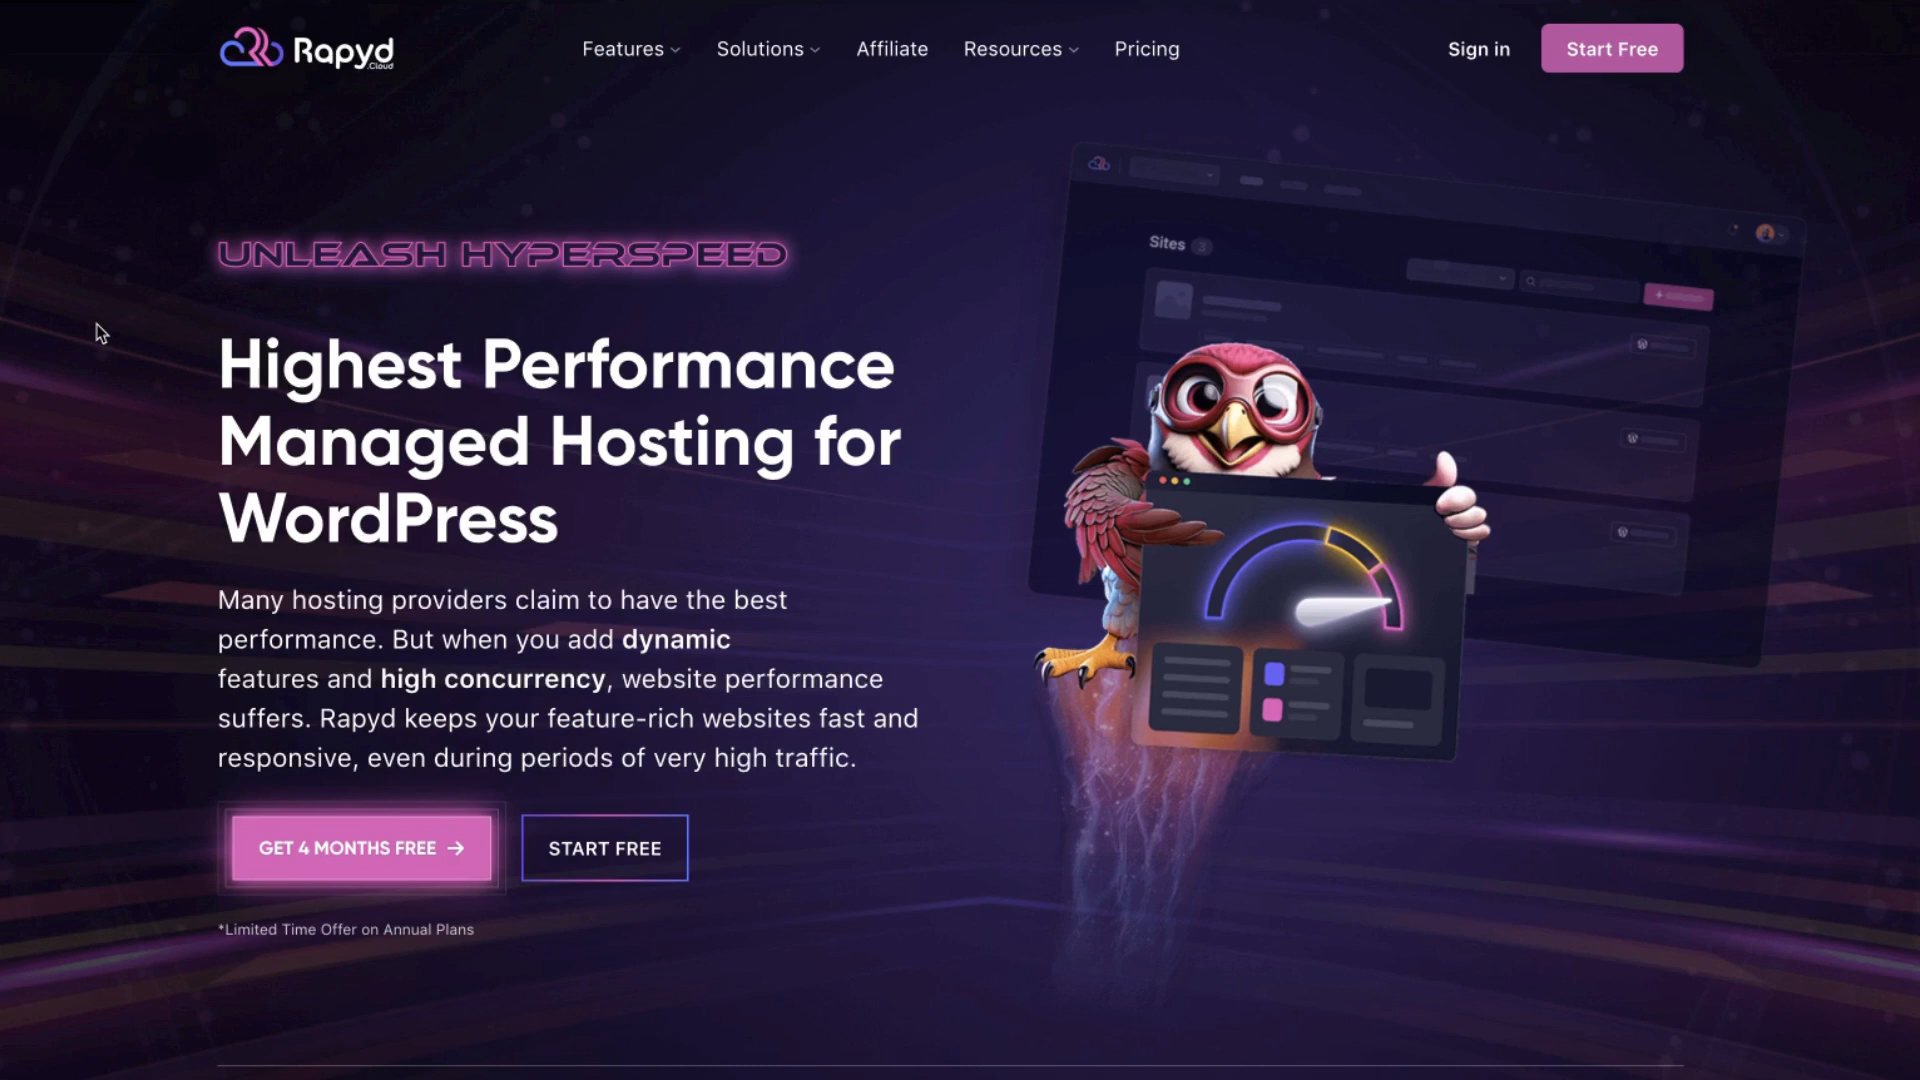 Rapyd
.Cloud
Features
Solutions
Affiliate
Resources
Pricing
Sign in
Start Free
UNLEASH HYPERSPEED
Sites 3
Highest Performance
Managed Hosting for
WordPress
Many hosting providers claim to have the best
performance. But when you add dynamic
features and high concurrency, website performance
suffers. Rapyd keeps your feature-rich websites fast and
responsive, even during periods of very high traffic.
GET 4 MONTHS FREE →
START FREE
*Limited Time Offer on Annual Plans